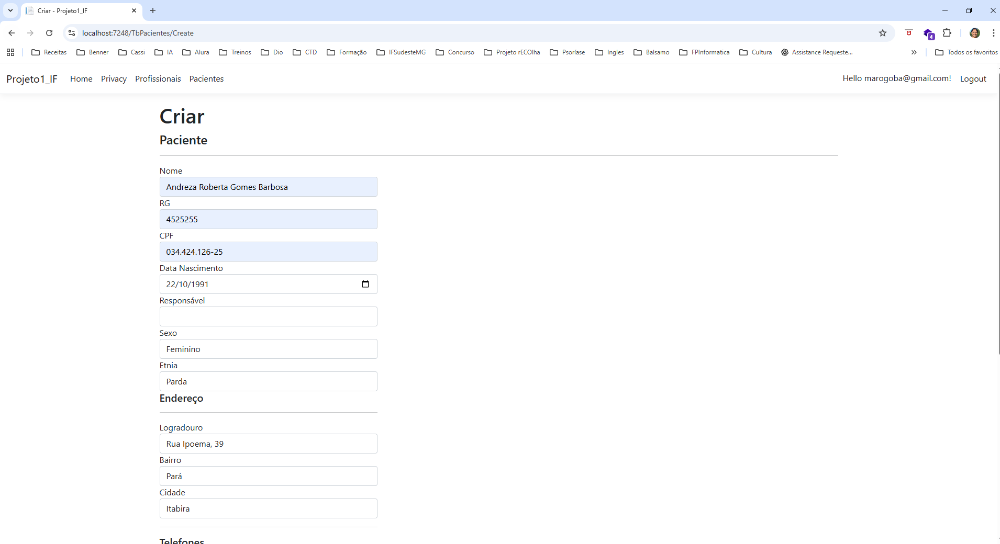 Criar - Projeto1_IF
localhost:7248/TbPacientes/Create
4
Receitas Benner Cassi IA Alura Treinos Dio CTD Formação IFSudesteMG Concurso Projeto rECOlha Psoríase Ingles Balsamo FPInformatica Cultura Assistance Requeste... Todos os favoritos
Projeto1_IF Home Privacy Profissionais Pacientes Hello marogoba@gmail.com! Logout
Criar
Paciente
Nome
Andreza Roberta Gomes Barbosa
RG
4525255
CPF
034.424.126-25
Data Nascimento
22/10/1991
Responsável
Sexo
Feminino
Etnia
Parda
Endereço
Logradouro
Rua Ipoema, 39
Bairro
Pará
Cidade
Itabira
Telefones